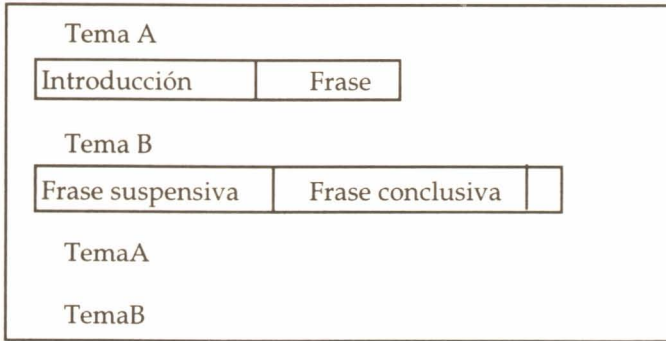 Tema A
Introducción Frase
Tema B
Frase suspensiva Frase conclusiva
TemaA
TemaB